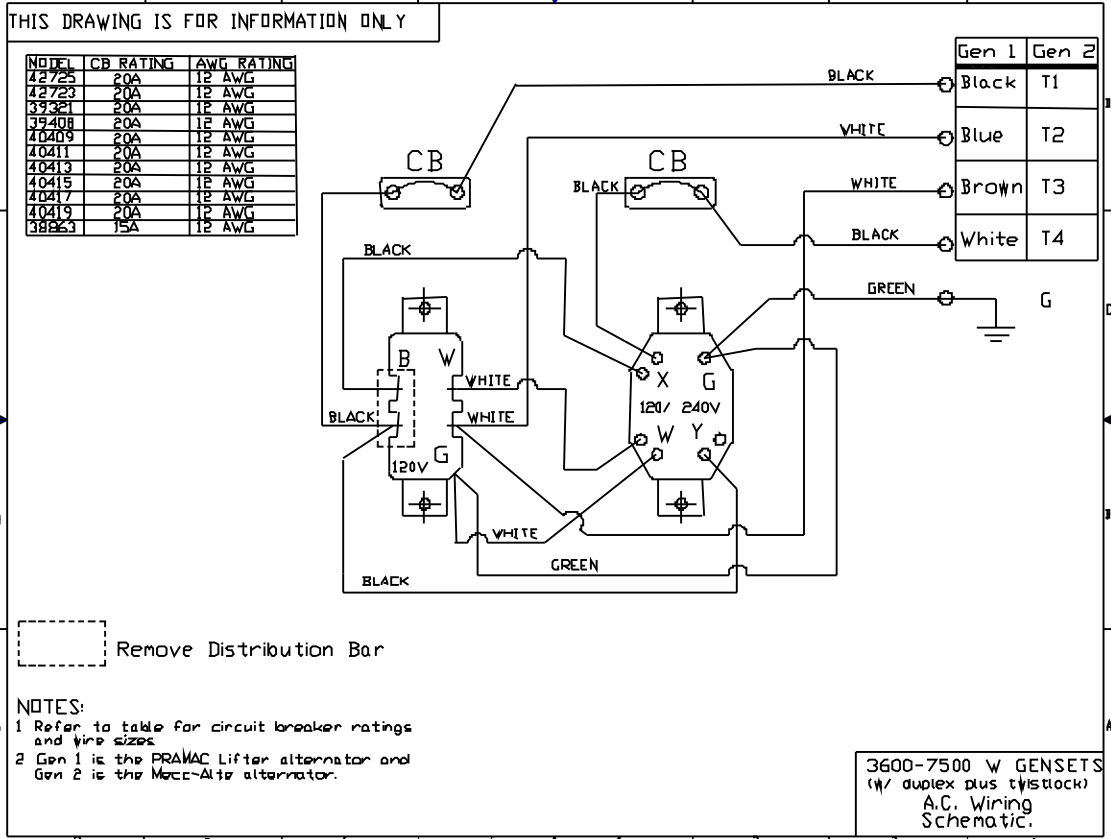 THIS DRAWING IS FOR INFORMATION ONLY
MODEL CB RATING AWG RATING
42725 20A 12 AWG
42723 20A 12 AWG
39321 20A 12 AWG
39408 20A 12 AWG
40409 20A 12 AWG
40411 20A 12 AWG
40413 20A 12 AWG
40415 20A 12 AWG
40417 20A 12 AWG
40419 20A 12 AWG
38863 15A 12 AWG
Gen 1 Gen 2
BLACK Black T1
WHITE Blue T2
CB CB
BLACK WHITE Brown T3
BLACK White T4
BLACK
GREEN G
B W
WHITE X G
120/ 240V
BLACK WHITE W Y
G
120V
WHITE
GREEN
BLACK
Remove Distribution Bar
NOTES:
1 Refer to table for circuit breaker ratings
and wire sizes
2 Gen 1 is the PRAMAC Lifter alternator and
Gen 2 is the Mecc-Alte alternator.
3600-7500 W GENSETS
(w/ duplex plus twistlock)
A.C. Wiring
Schematic.